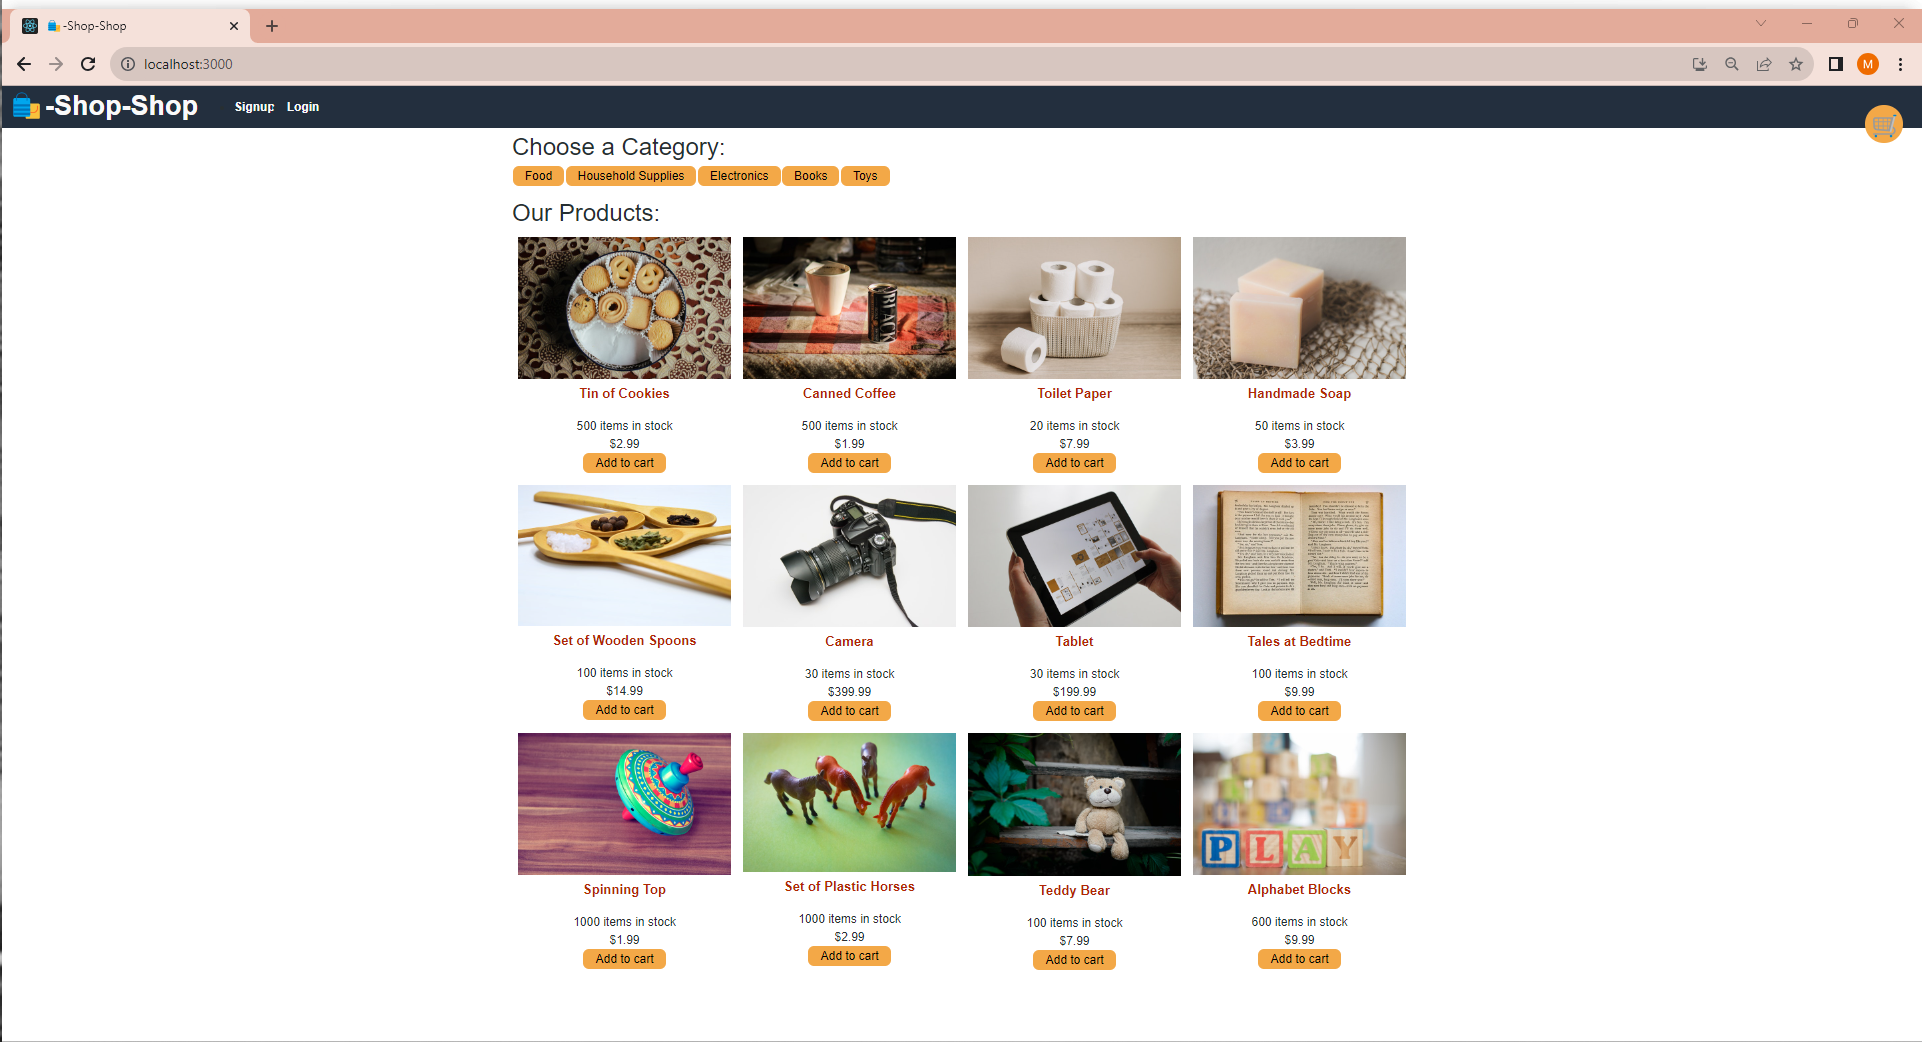 -Shop-Shop
localhost:3000
M
-Shop-Shop
Signup Login
Choose a Category:
Food Household Supplies Electronics Books Toys
Our Products:
BLACK
Tin of Cookies
500 items in stock
$2.99
Add to cart
Canned Coffee
500 items in stock
$1.99
Add to cart
Toilet Paper
20 items in stock
$7.99
Add to cart
Handmade Soap
50 items in stock
$3.99
Add to cart
Set of Wooden Spoons
100 items in stock
$14.99
Add to cart
Camera
30 items in stock
$399.99
Add to cart
Tablet
30 items in stock
$199.99
Add to cart
Tales at Bedtime
100 items in stock
$9.99
Add to cart
PLAY
Spinning Top
1000 items in stock
$1.99
Add to cart
Set of Plastic Horses
1000 items in stock
$2.99
Add to cart
Teddy Bear
100 items in stock
$7.99
Add to cart
Alphabet Blocks
600 items in stock
$9.99
Add to cart